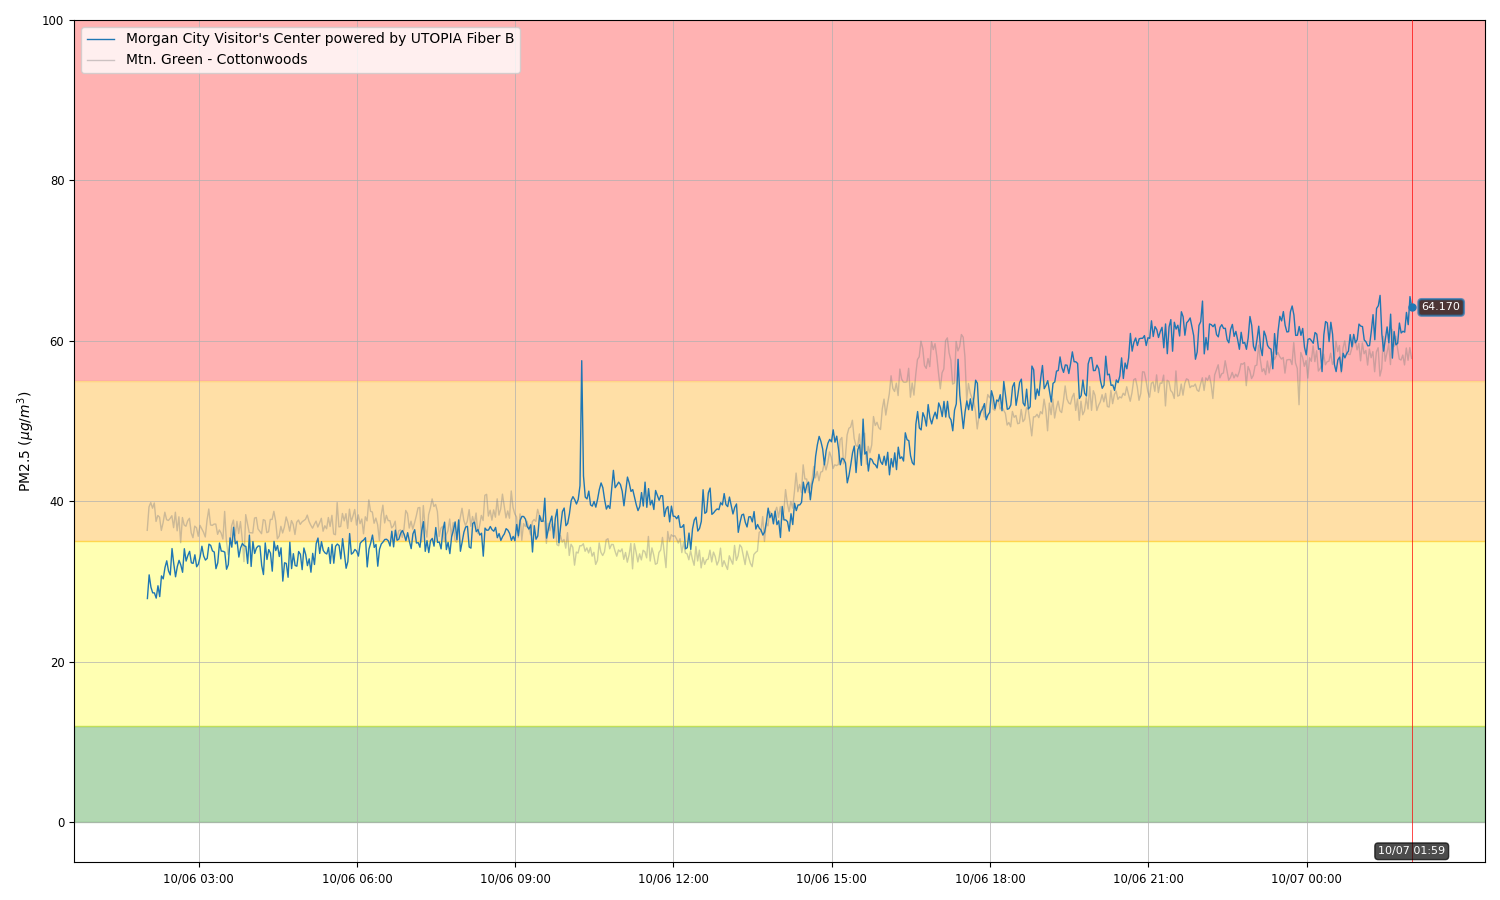 Morgan City Visitor's Center powered by UTOPIA Fiber B
Mtn. Green - Cottonwoods
100
80
60
40
20
0
PM2.5 (μg/m³)
64.170
10/07 01:59
10/06 03:00 10/06 06:00 10/06 09:00 10/06 12:00 10/06 15:00 10/06 18:00 10/06 21:00 10/07 00:00